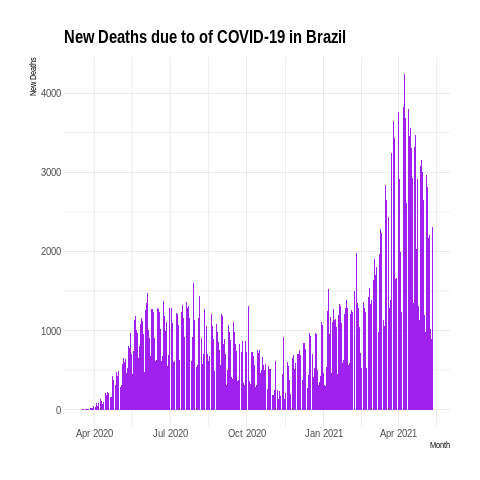 New Deaths due to of COVID-19 in Brazil
New Deaths
4000
3000
2000
1000
0
Apr 2020 Jul 2020 Oct 2020 Jan 2021 Apr 2021
Month